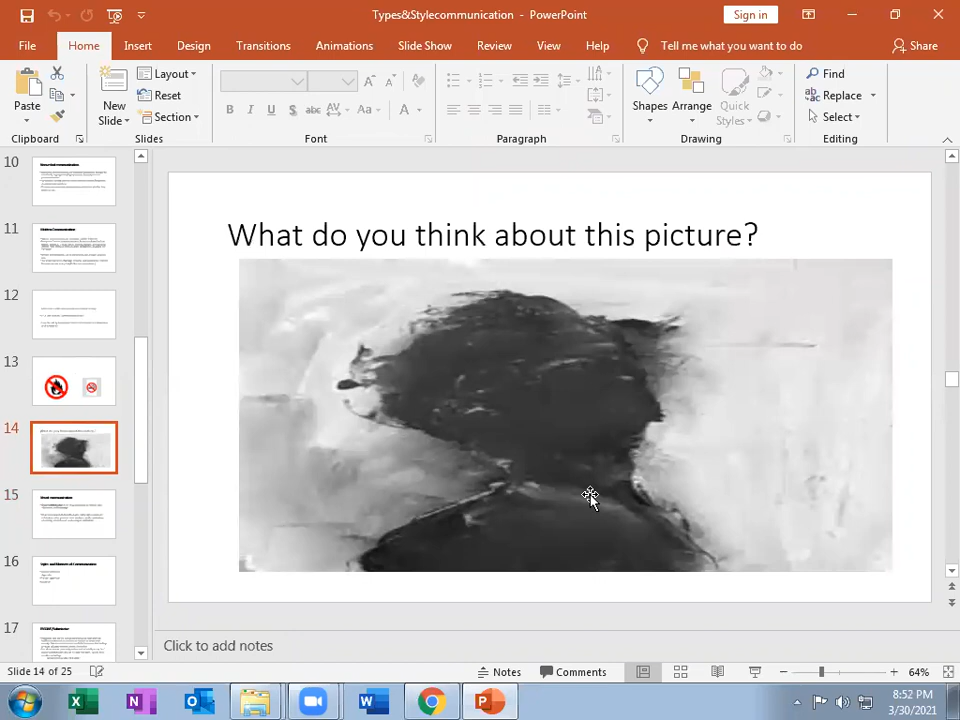 Types&Stylecommunication - PowerPoint
Sign in
File Home Insert Design Transitions Animations Slide Show Review View Help Tell me what you want to do Share
Paste
New
Slide
Layout
Reset
Section
Shapes
Arrange
Quick
Styles
Find
Replace
Select
B I U S abc AV Aa A
Clipboard Slides Font Paragraph Drawing Editing
10
11
12
13
14
15
16
17
What do you think about this picture?
Click to add notes
Slide 14 of 25
Notes Comments
64%
8:52 PM
3/30/2021